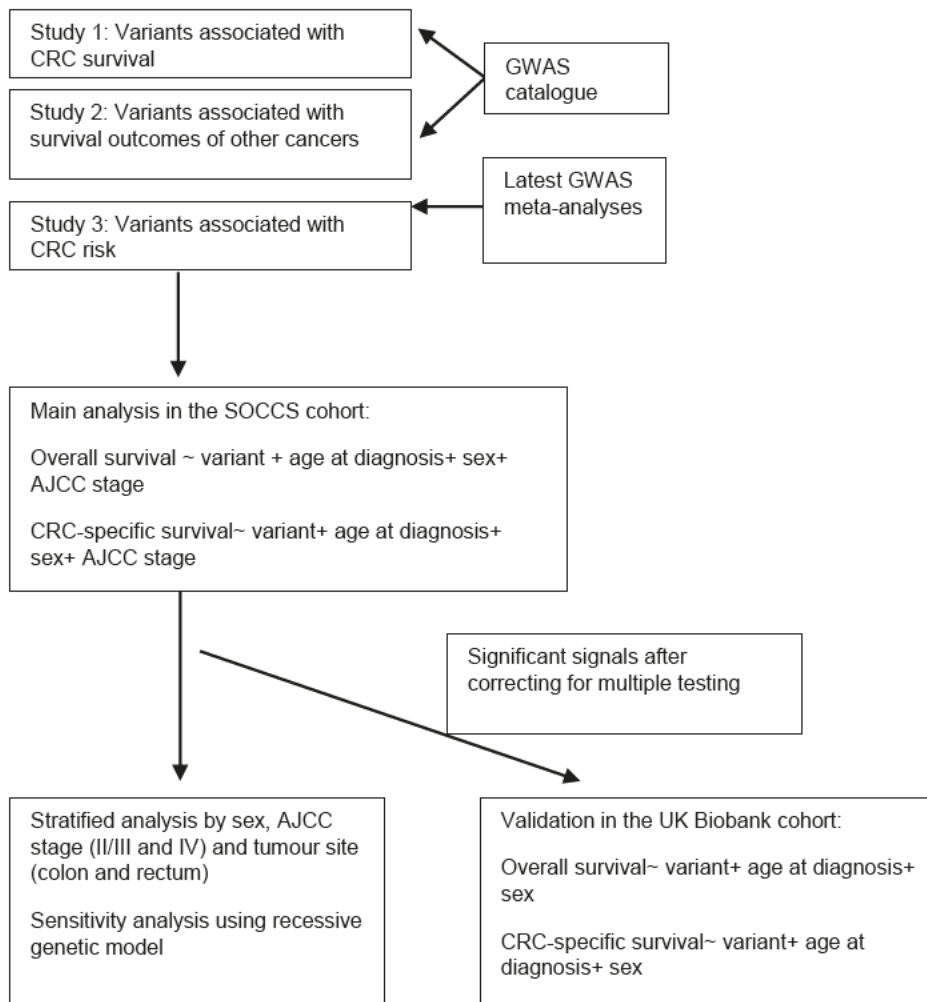 Study 1: Variants associated with
CRC survival
GWAS
catalogue
Study 2: Variants associated with
survival outcomes of other cancers
Latest GWAS
meta-analyses
Study 3: Variants associated with
CRC risk
Main analysis in the SOCCS cohort:
Overall survival ~ variant + age at diagnosis+ sex+
AJCC stage
CRC-specific survival~ variant+ age at diagnosis+
sex+ AJCC stage
Significant signals after
correcting for multiple testing
Stratified analysis by sex, AJCC
stage (II/III and IV) and tumour site
(colon and rectum)
Sensitivity analysis using recessive
genetic model
Validation in the UK Biobank cohort:
Overall survival~ variant+ age at diagnosis+
sex
CRC-specific survival~ variant+ age at
diagnosis+ sex